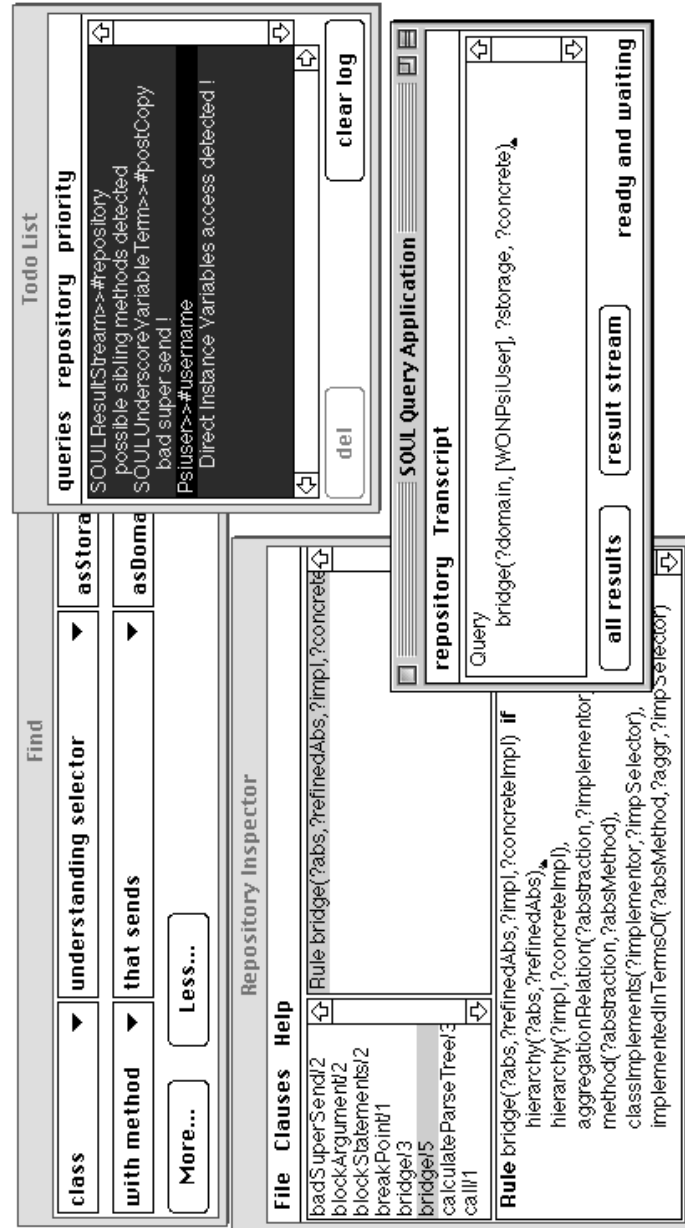 Find
class
understanding selector
asStora
with method
that sends
asDoma
More...
Less...
Todo List
queries repository priority
SOULResultStream>>#repository
possible sibling methods detected
SOULUnderscoreVariableTerm>>#postCopy
bad super send !
Psiuser>>#username
Direct Instance Variables access detected !
del
clear log
Repository Inspector
File Clauses Help
badSuperSend/2
blockArgument/2
blockStatements/2
breakPoint/1
bridge/3
bridge/5
calculateParseTree/3
call/1
Rule bridge(?abs,?refinedAbs,?impl,?concrete
Rule bridge(?abs,?refinedAbs,?impl,?concreteImpl) if
hierarchy(?abs,?refinedAbs),
hierarchy(?impl,?concreteImpl),
aggregationRelation(?abstraction,?implementor,
method(?abstraction,?absMethod),
classImplements(?implementor,?impSelector),
implementedInTermsOf(?absMethod,?aggr,?impSelector)
SOUL Query Application
repository Transcript
Query
bridge(?domain, [WONPsiUser], ?storage, ?concrete)
all results
result stream
ready and waiting